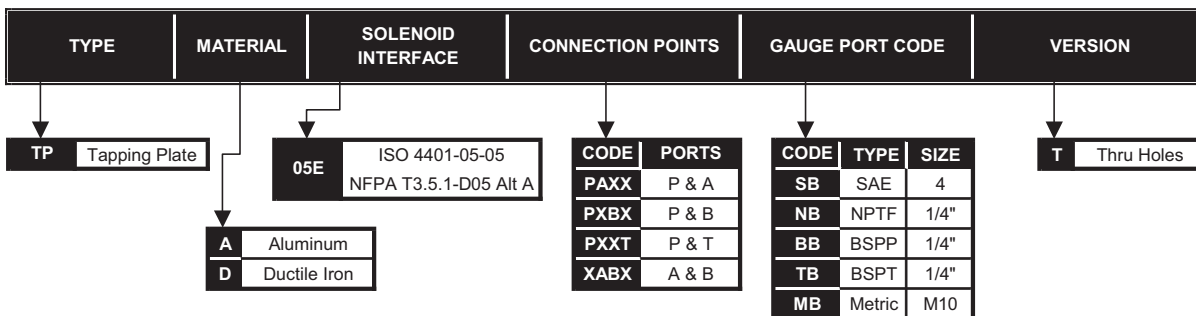 TYPE MATERIAL SOLENOID INTERFACE CONNECTION POINTS GAUGE PORT CODE VERSION
TP Tapping Plate
A Aluminum
D Ductile Iron
05E ISO 4401-05-05
NFPA T3.5.1-D05 Alt A
CODE PORTS
PAXX P & A
PXBX P & B
PXXT P & T
XABX A & B
CODE TYPE SIZE
SB SAE 4
NB NPTF 1/4"
BB BSPP 1/4"
TB BSPT 1/4"
MB Metric M10
T Thru Holes